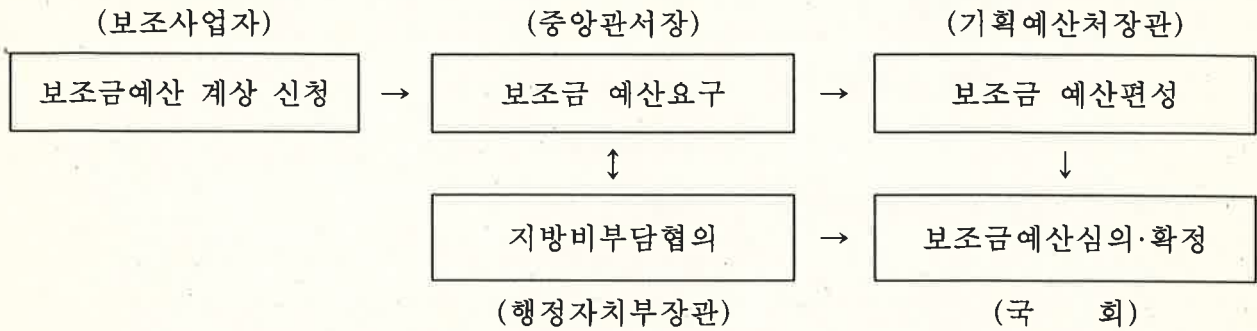 (보조사업자) (중앙관서장) (기획예산처장관)
보조금예산 계상 신청 → 보조금 예산요구 → 보조금 예산편성
↕ ↓
지방비부담협의 → 보조금예산심의·확정
(행정자치부장관) (국 회)